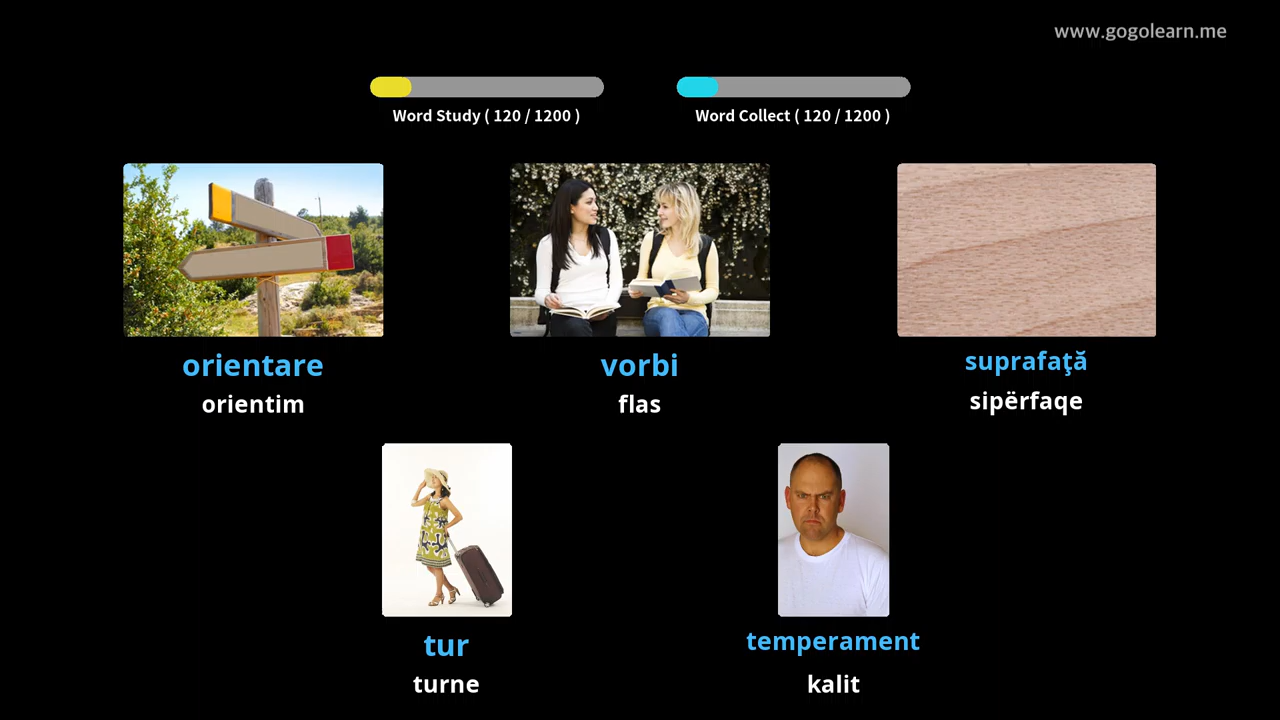 www.gogolearn.me
Word Study ( 120 / 1200 )
Word Collect ( 120 / 1200 )
orientare
orientim
vorbi
flas
suprafaţă
sipërfaqe
tur
turne
temperament
kalit